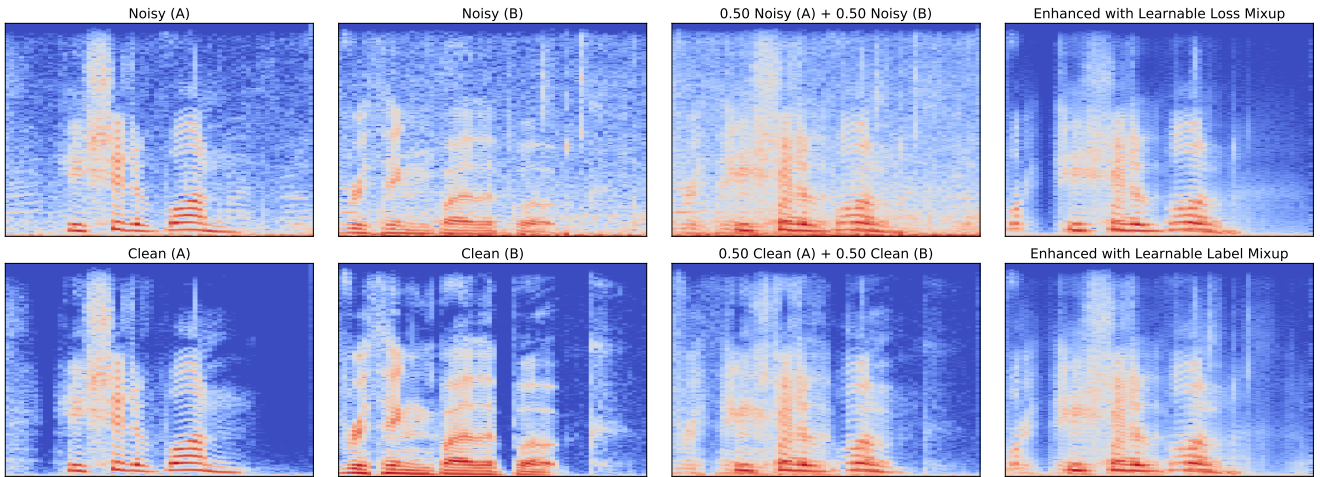 Noisy (A)
Noisy (B)
0.50 Noisy (A) + 0.50 Noisy (B)
Enhanced with Learnable Loss Mixup
Clean (A)
Clean (B)
0.50 Clean (A) + 0.50 Clean (B)
Enhanced with Learnable Label Mixup